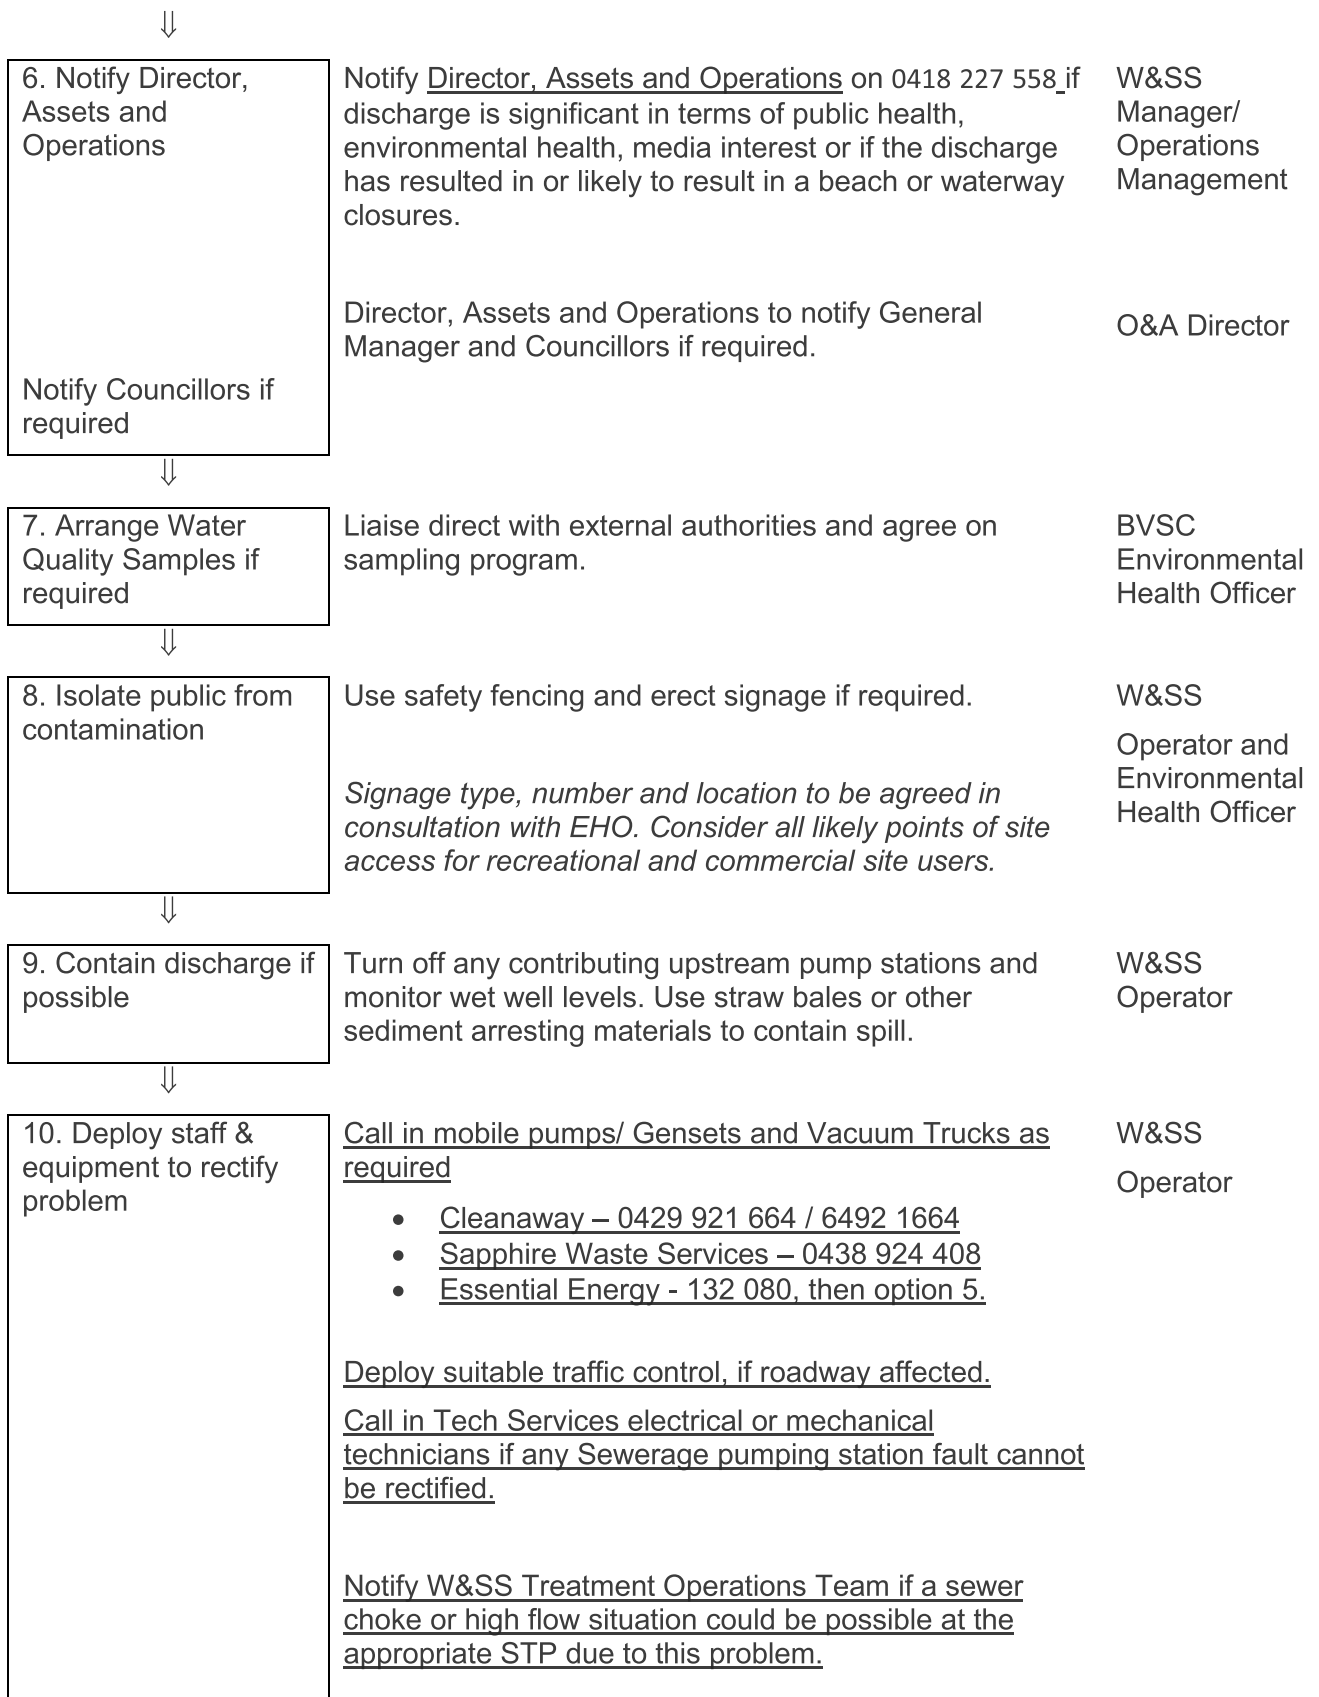 ⇓
6. Notify Director,
Assets and
Operations
Notify Councillors if
required
Notify Director, Assets and Operations on 0418 227 558 if
discharge is significant in terms of public health,
environmental health, media interest or if the discharge
has resulted in or likely to result in a beach or waterway
closures.
Director, Assets and Operations to notify General
Manager and Councillors if required.
W&SS
Manager/
Operations
Management
O&A Director
⇓
7. Arrange Water
Quality Samples if
required
Liaise direct with external authorities and agree on
sampling program.
BVSC
Environmental
Health Officer
⇓
8. Isolate public from
contamination
Use safety fencing and erect signage if required.
Signage type, number and location to be agreed in
consultation with EHO. Consider all likely points of site
access for recreational and commercial site users.
W&SS
Operator and
Environmental
Health Officer
⇓
9. Contain discharge if
possible
Turn off any contributing upstream pump stations and
monitor wet well levels. Use straw bales or other
sediment arresting materials to contain spill.
W&SS
Operator
⇓
10. Deploy staff &
equipment to rectify
problem
Call in mobile pumps/ Gensets and Vacuum Trucks as
required
• Cleanaway – 0429 921 664 / 6492 1664
• Sapphire Waste Services – 0438 924 408
• Essential Energy - 132 080, then option 5.
Deploy suitable traffic control, if roadway affected.
Call in Tech Services electrical or mechanical
technicians if any Sewerage pumping station fault cannot
be rectified.
Notify W&SS Treatment Operations Team if a sewer
choke or high flow situation could be possible at the
appropriate STP due to this problem.
W&SS
Operator